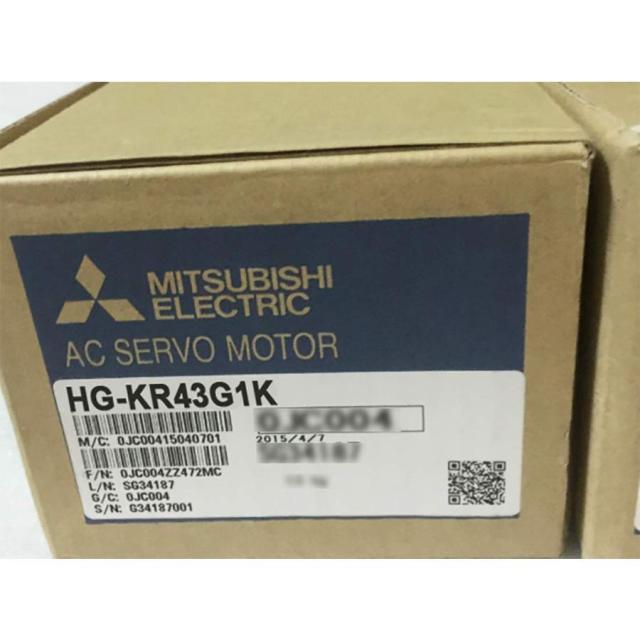 MITSUBISHI
ELECTRIC
AC SERVO MOTOR
HG-KR43G1K
0JC004
M/C: 0JC00415040701
2015/4/7
SG34187
F/N: 0JC004ZZ472MC
L/N: SG34187
G/C: 0JC004
S/N: G34187001